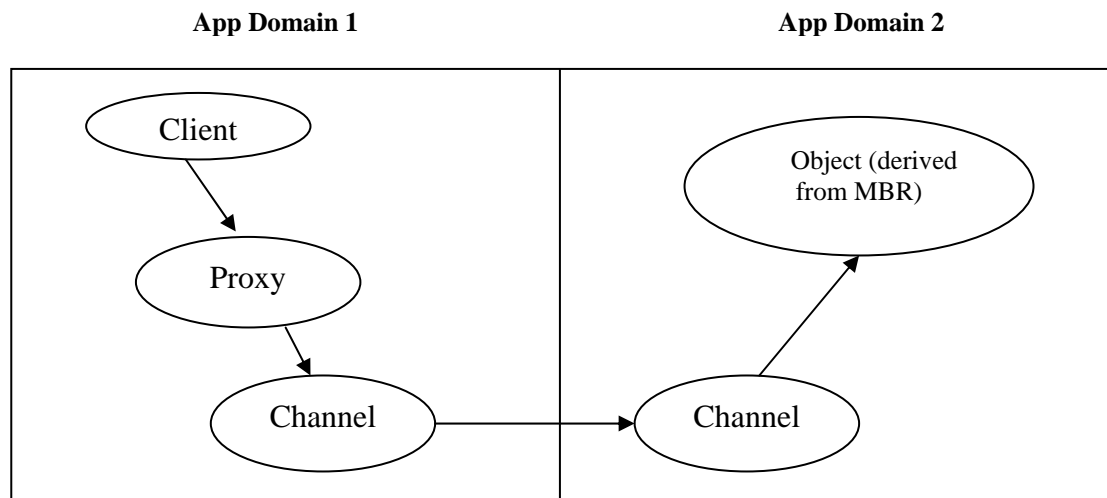 App Domain 1
App Domain 2
Client
Proxy
Channel
Object (derived
from MBR)
Channel